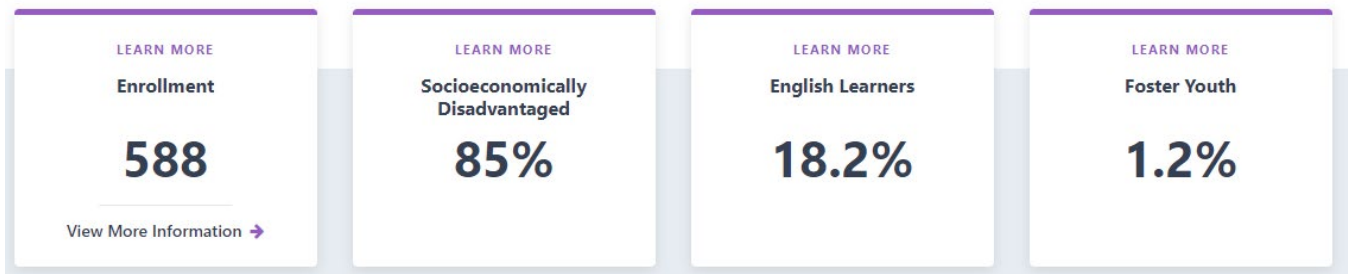 LEARN MORE
Enrollment
588
View More Information
LEARN MORE
Socioeconomically
Disadvantaged
85%
LEARN MORE
English Learners
18.2%
LEARN MORE
Foster Youth
1.2%